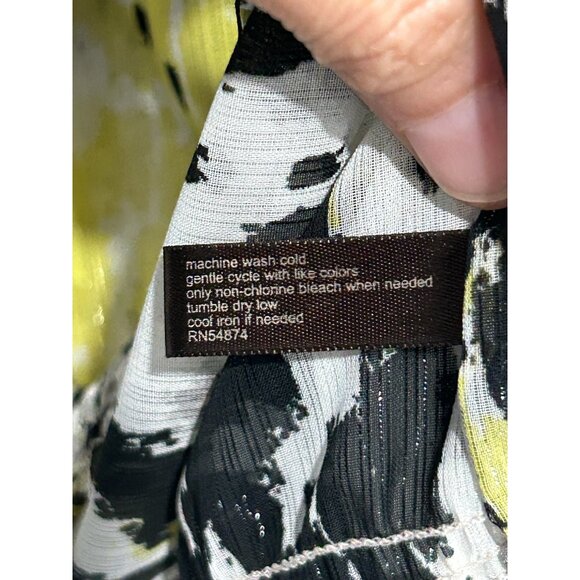 machine wash cold
gentle cycle with like colors
only non-chlorine bleach when needed
tumble dry low
cool iron if needed
RN54874